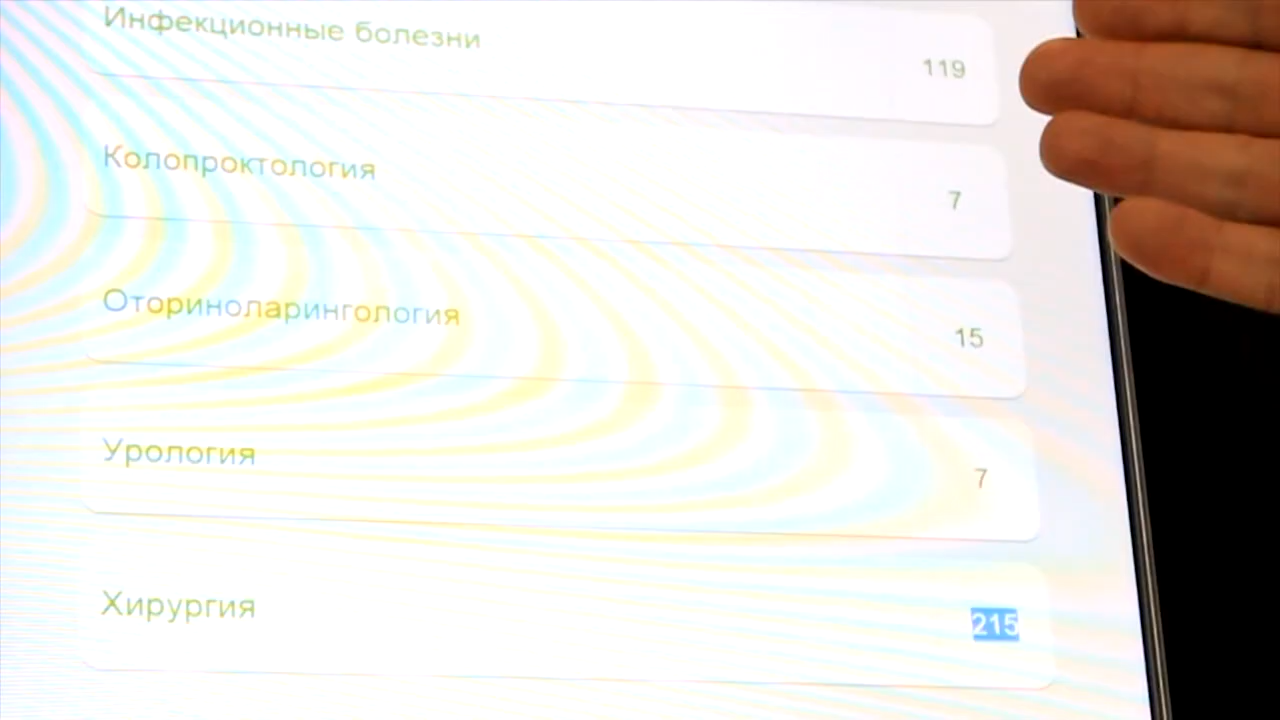 Инфекционные болезни
119
Колопроктология
7
Оториноларингология
15
Урология
7
Хирургия
215